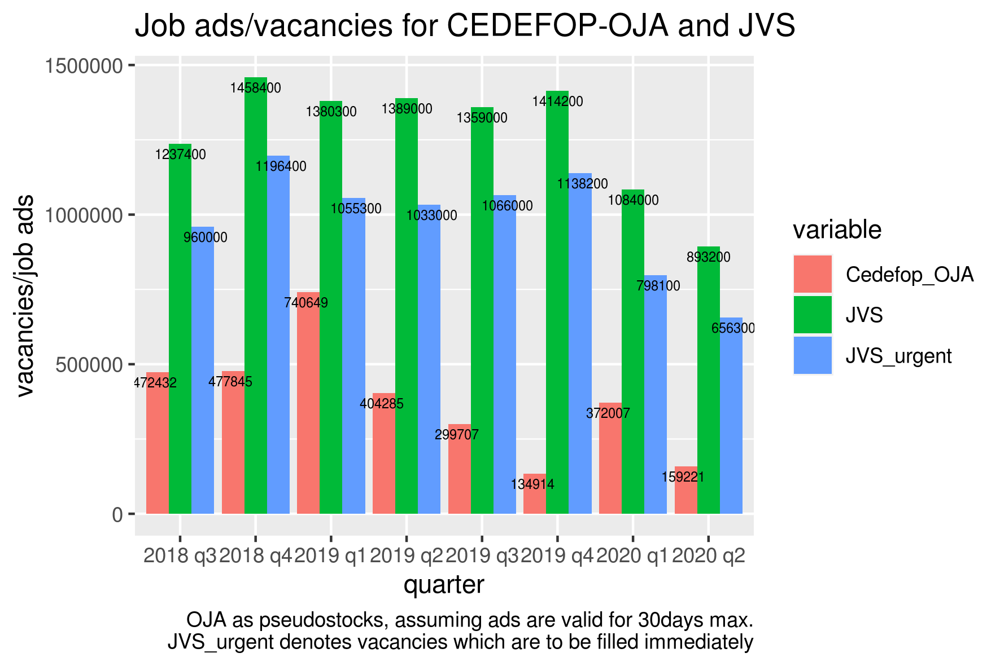 Job ads/vacancies for CEDEFOP-OJA and JVS
vacancies/job ads
1500000
1000000
500000
0
472432
1237400
960000
477845
1458400
1196400
740649
1380300
1055300
404285
1389000
1033000
299707
1359000
1066000
134914
1414200
1138200
372007
1084000
798100
159221
893200
656300
2018 q3 2018 q4 2019 q1 2019 q2 2019 q3 2019 q4 2020 q1 2020 q2
quarter
variable
Cedefop_OJA
JVS
JVS_urgent
OJA as pseudostocks, assuming ads are valid for 30days max.
JVS_urgent denotes vacancies which are to be filled immediately